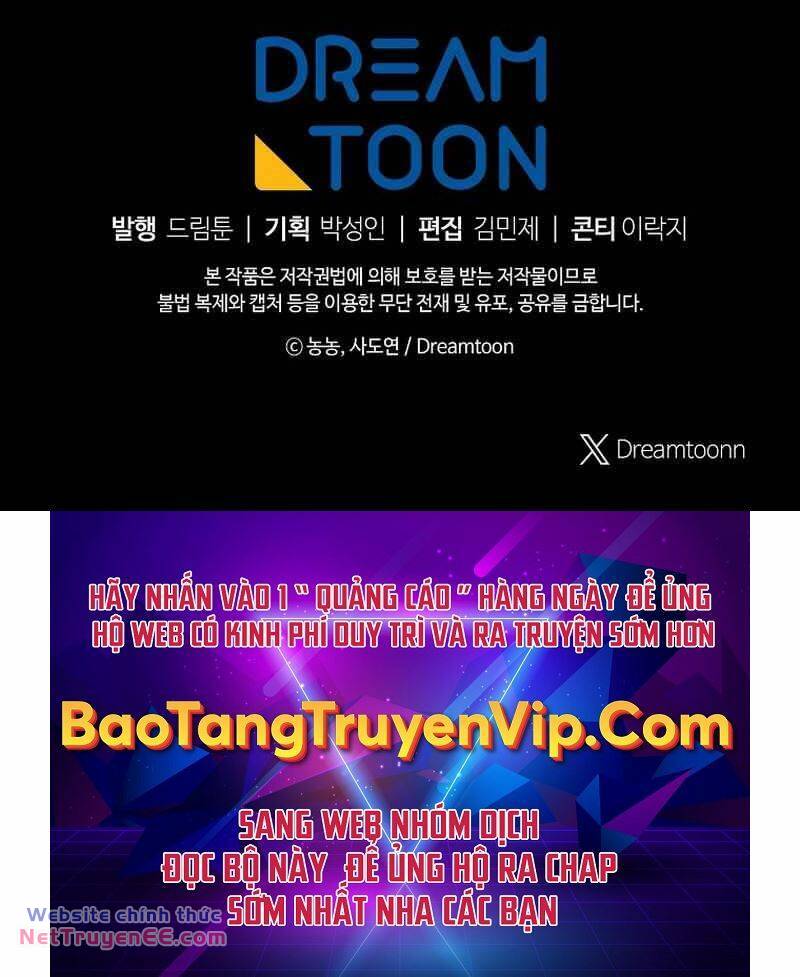 DREAM
TOON
발행 드림툰 | 기획 박성인 | 편집 김민제 | 콘티 이락지
본 작품은 저작권법에 의해 보호를 받는 저작물이므로
불법 복제와 캡처 등을 이용한 무단 전재 및 유포, 공유를 금합니다.
ⓒ 농농, 사도연 / Dreamtoon
X Dreamtoonn
HÃY NHẤN VÀO 1 “ QUẢNG CÁO ” HÀNG NGÀY ĐỂ ỦNG
HỘ WEB CÓ KINH PHÍ DUY TRÌ VÀ RA TRUYỆN SỚM HƠN
BaoTangTruyenVip.Com
SANG WEB NHÓM DỊCH
ĐỌC BỘ NÀY ĐỂ ỦNG HỘ RA CHAP
SỚM NHẤT NHA CÁC BẠN
Website chính thức
NetTruyenEE.com